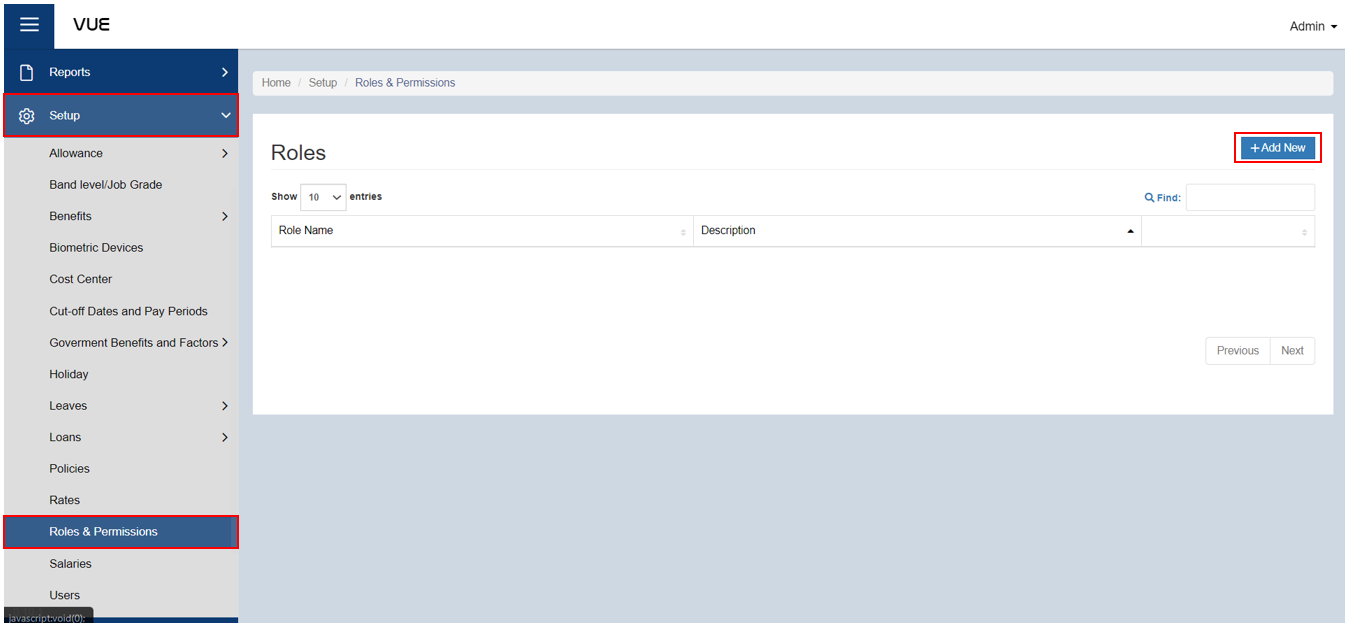 VUE
Admin
Reports
Home / Setup / Roles & Permissions
Setup
Roles
+ Add New
Allowance
Band level/Job Grade
Show 10 entries
Find:
Benefits
Role Name
Description
Biometric Devices
Cost Center
Cut-off Dates and Pay Periods
Goverment Benefits and Factors
Previous
Next
Holiday
Leaves
Loans
Policies
Rates
Roles & Permissions
Salaries
Users
javascript:void(0);